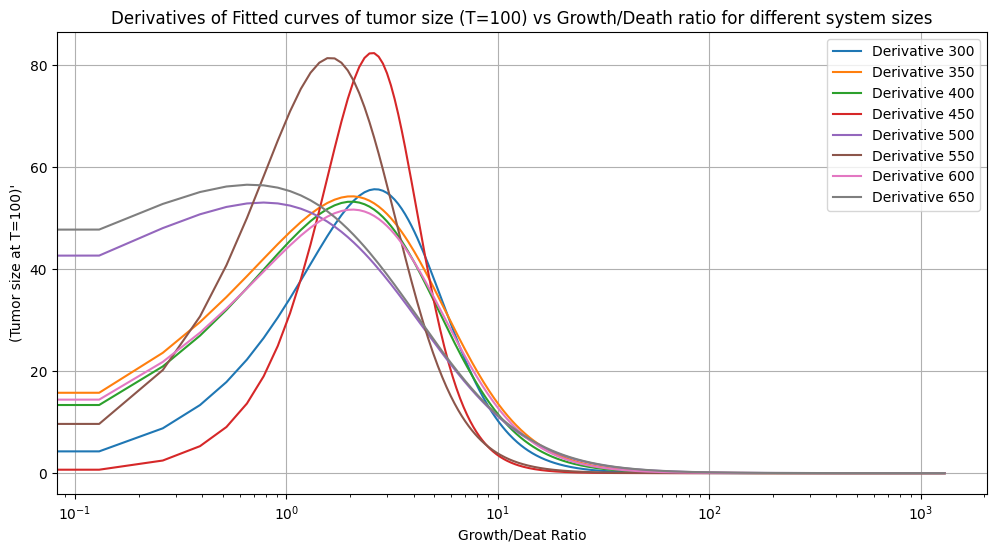 Derivatives of Fitted curves of tumor size (T=100) vs Growth/Death ratio for different system sizes
(Tumor size at T=100)'
80
60
40
20
0
10⁻¹
10⁰
10¹
10²
10³
Growth/Deat Ratio
Derivative 300
Derivative 350
Derivative 400
Derivative 450
Derivative 500
Derivative 550
Derivative 600
Derivative 650